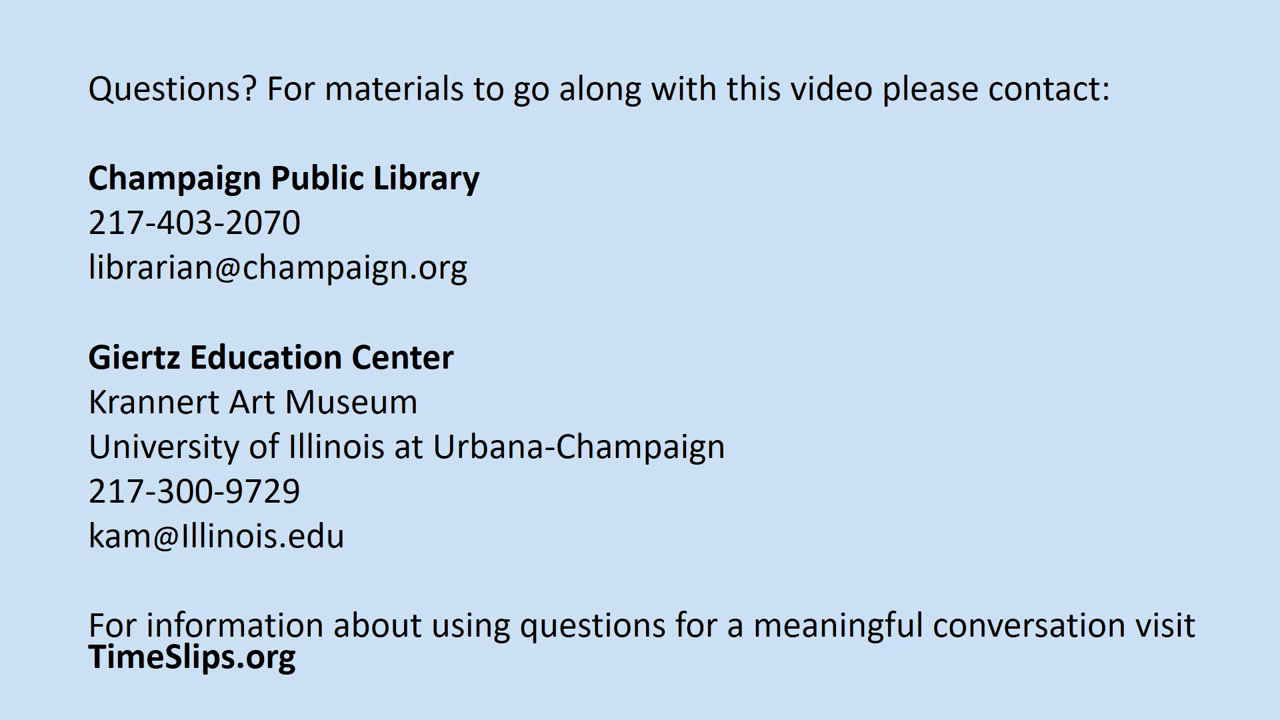 Questions? For materials to go along with this video please contact:
Champaign Public Library
217-403-2070
librarian@champaign.org
Giertz Education Center
Krannert Art Museum
University of Illinois at Urbana-Champaign
217-300-9729
kam@Illinois.edu
For information about using questions for a meaningful conversation visit
TimeSlips.org